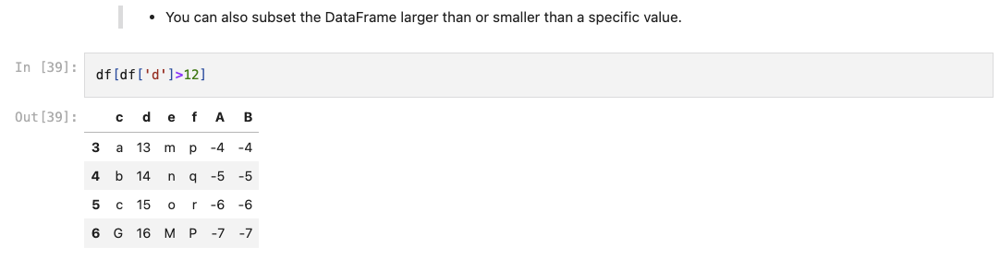 • You can also subset the DataFrame larger than or smaller than a specific value.
In [39]: df[df['d']>12]
Out[39]: c d e f A B
3 a 13 m p -4 -4
4 b 14 n q -5 -5
5 c 15 o r -6 -6
6 G 16 M P -7 -7